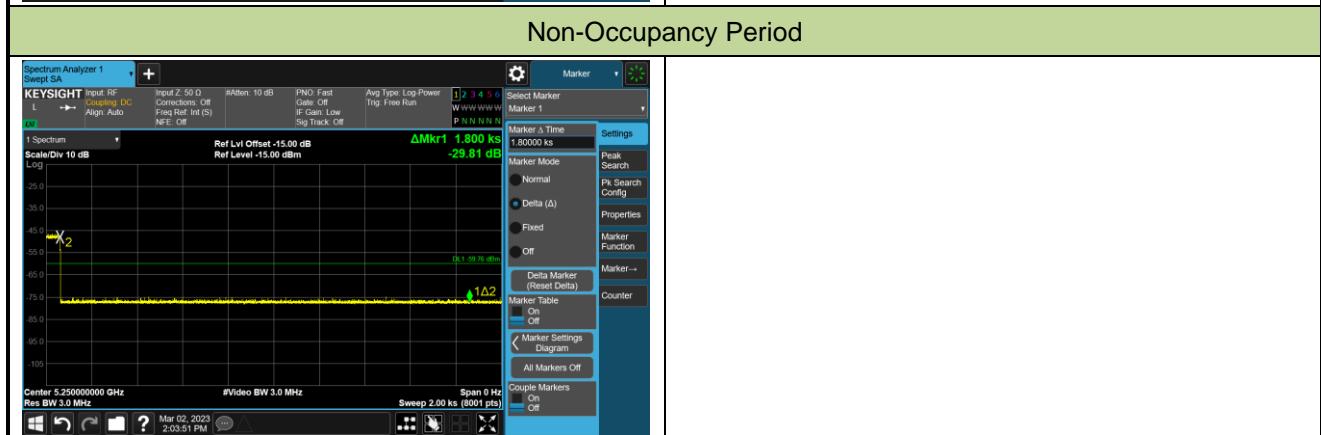 Non-Occupancy Period
Spectrum Analyzer 1
Swept SA
+
Marker
KEYSIGHT
L
Input: RF
Coupling: DC
Align: Auto
Input Z: 50 Ω
Corrections: Off
Freq Ref: Int (S)
NFE: Off
#Atten: 10 dB
PNO: Fast
Gate: Off
IF Gain: Low
Sig Track: Off
Avg Type: Log-Power
Trig: Free Run
1 2 3 4 5 6
W W W W W W
P N N N N N
1 Spectrum
Scale/Div 10 dB
Log
Ref Lvl Offset -15.00 dB
Ref Level -15.00 dBm
ΔMkr1 1.800 ks
-29.81 dB
-25.0
-35.0
-45.0
-55.0
-65.0
-75.0
-85.0
-95.0
-105
2
DL1 -59.76 dBm
1Δ2
Center 5.250000000 GHz
Res BW 3.0 MHz
#Video BW 3.0 MHz
Span 0 Hz
Sweep 2.00 ks (8001 pts)
Select Marker
Marker 1
Marker Δ Time
1.80000 ks
Marker Mode
Normal
Delta (Δ)
Fixed
Off
Delta Marker
(Reset Delta)
Marker Table
On
Off
Marker Settings
Diagram
All Markers Off
Couple Markers
On
Off
Settings
Peak
Search
Pk Search
Config
Properties
Marker
Function
Marker→
Counter
?
Mar 02, 2023
2:03:51 PM